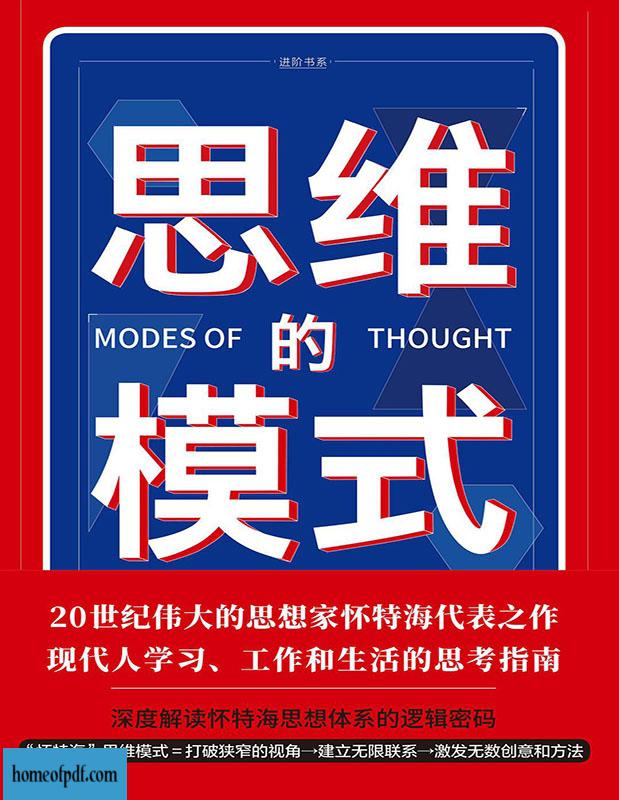 进阶书系
思维
MODES OF 的 THOUGHT
模式
20世纪伟大的思想家怀特海代表之作
现代人学习、工作和生活的思考指南
深度解读怀特海思想体系的逻辑密码
“怀特海”思维模式=打破狭窄的视角→建立无限联系→激发无数创意和方法
homeofpdf.com